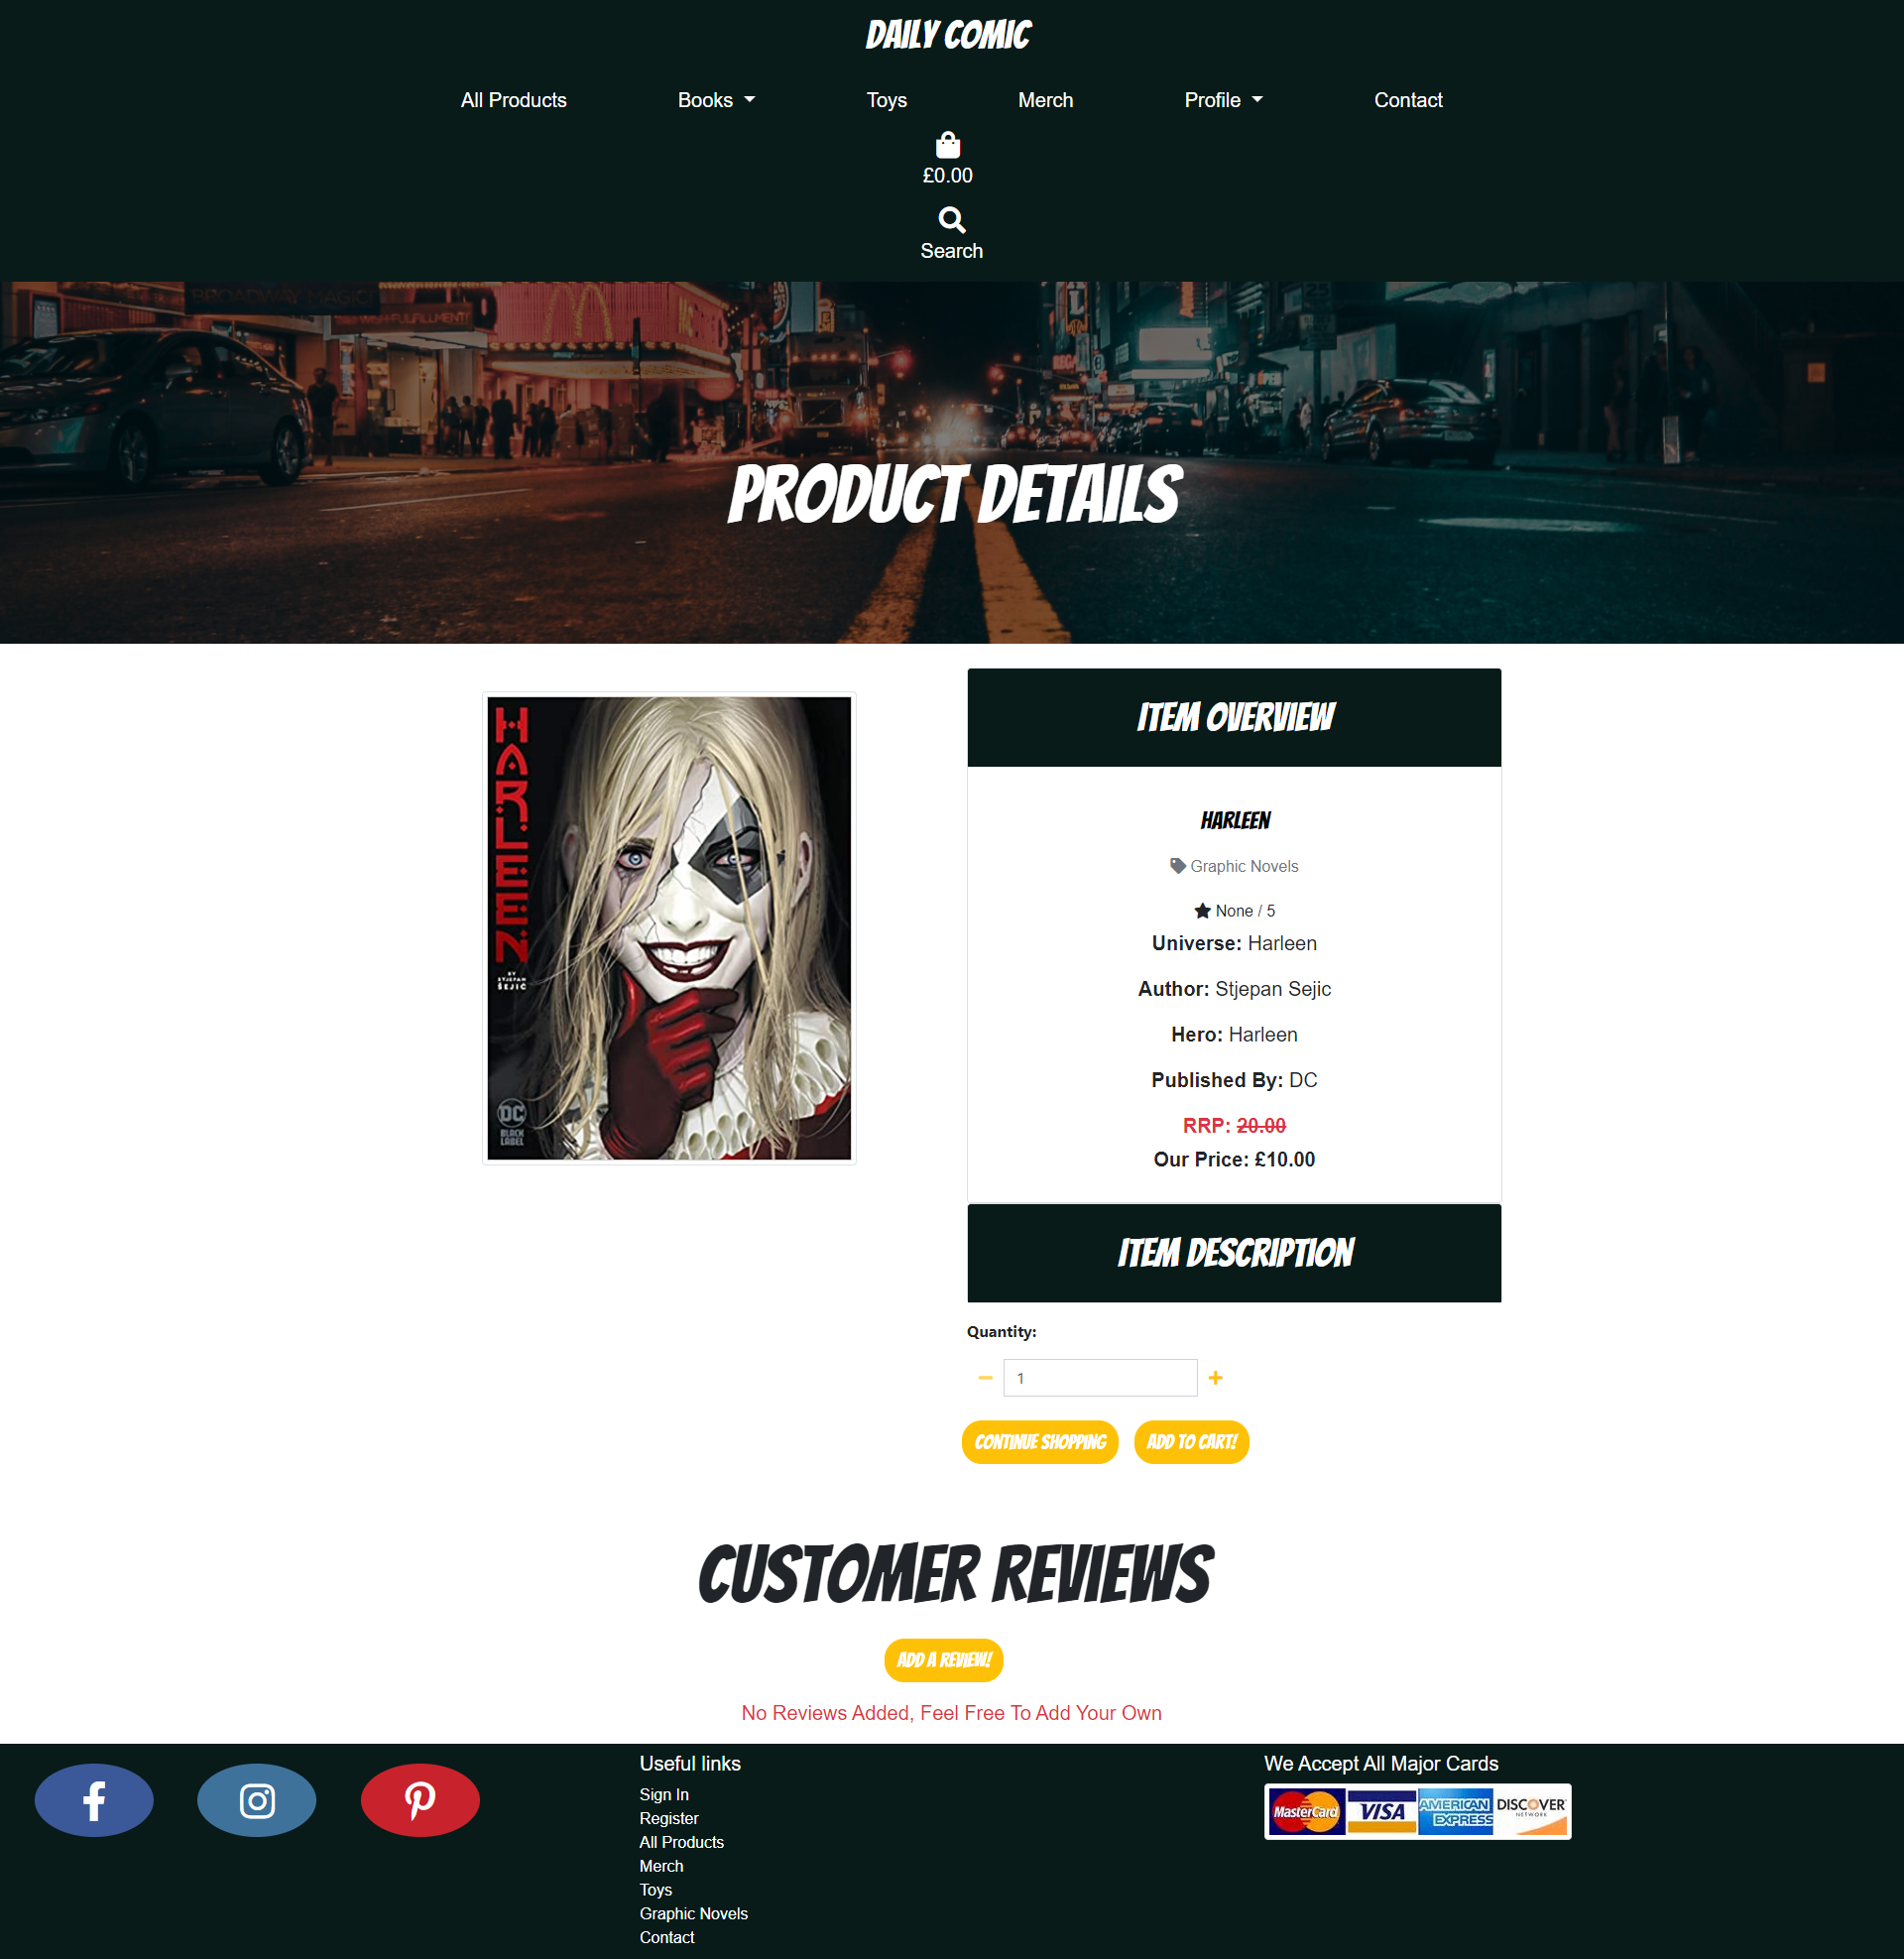 DAILY COMIC
All Products Books Toys Merch Profile Contact
£0.00
Search
BROADWAY MAGIC!
PRODUCT DETAILS
HARLEEN
BY
STJEPAN
ŠEJIĆ
DC
BLACK
LABEL
ITEM OVERVIEW
HARLEEN
Graphic Novels
None / 5
Universe: Harleen
Author: Stjepan Sejic
Hero: Harleen
Published By: DC
RRP: 20.00
Our Price: £10.00
ITEM DESCRIPTION
Quantity:
1
CONTINUE SHOPPING ADD TO CART!
CUSTOMER REVIEWS
ADD A REVIEW!
No Reviews Added, Feel Free To Add Your Own
Useful links
Sign In
Register
All Products
Merch
Toys
Graphic Novels
Contact
We Accept All Major Cards
MasterCard VISA AMERICAN EXPRESS DISCOVER NETWORK